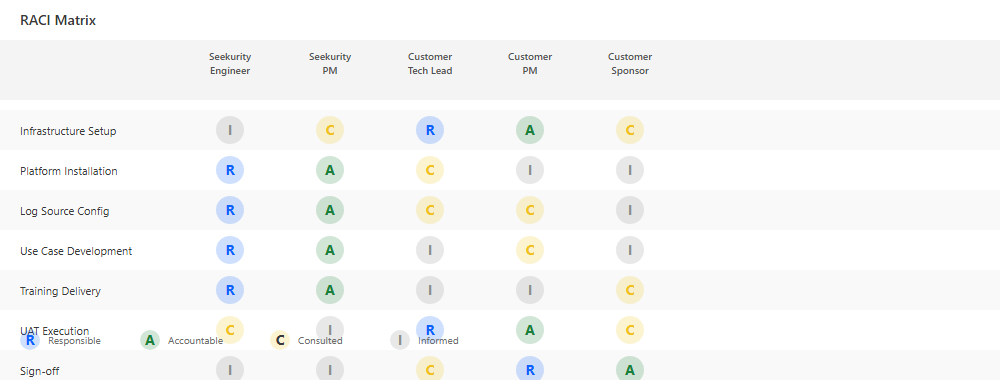 RACI Matrix
Seekurity Engineer Seekurity PM Customer Tech Lead Customer PM Customer Sponsor
Infrastructure Setup I C R A C
Platform Installation R A C I I
Log Source Config R A C C I
Use Case Development R A I C I
Training Delivery R A I I C
UAT Execution C I R A C
R Responsible A Accountable C Consulted I Informed
Sign-off I I C R A